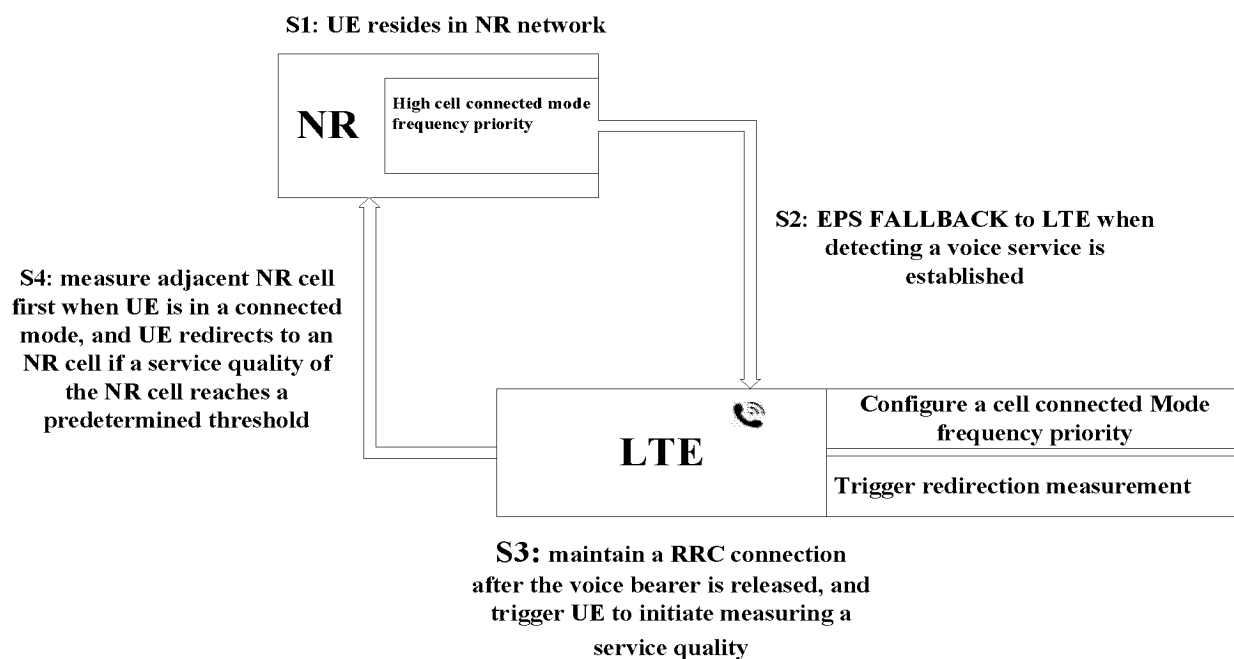 S1: UE resides in NR network
NR
High cell connected mode
frequency priority
S2: EPS FALLBACK to LTE when
detecting a voice service is
established
S4: measure adjacent NR cell
first when UE is in a connected
mode, and UE redirects to an
NR cell if a service quality of
the NR cell reaches a
predetermined threshold
LTE
Configure a cell connected Mode
frequency priority
Trigger redirection measurement
S3: maintain a RRC connection
after the voice bearer is released, and
trigger UE to initiate measuring a
service quality